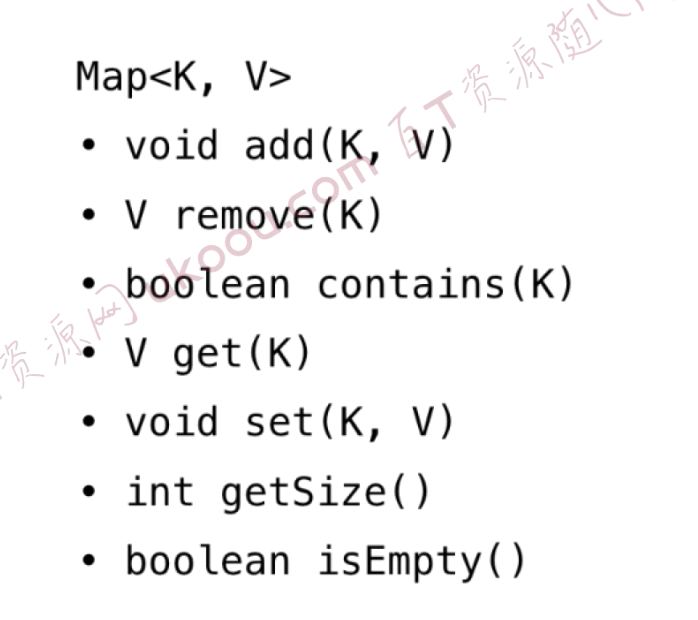 Map<K, V>
• void add(K, V)
• V remove(K)
• boolean contains(K)
• V get(K)
• void set(K, V)
• int getSize()
• boolean isEmpty()
资源网 ukoou.com 百T资源随心